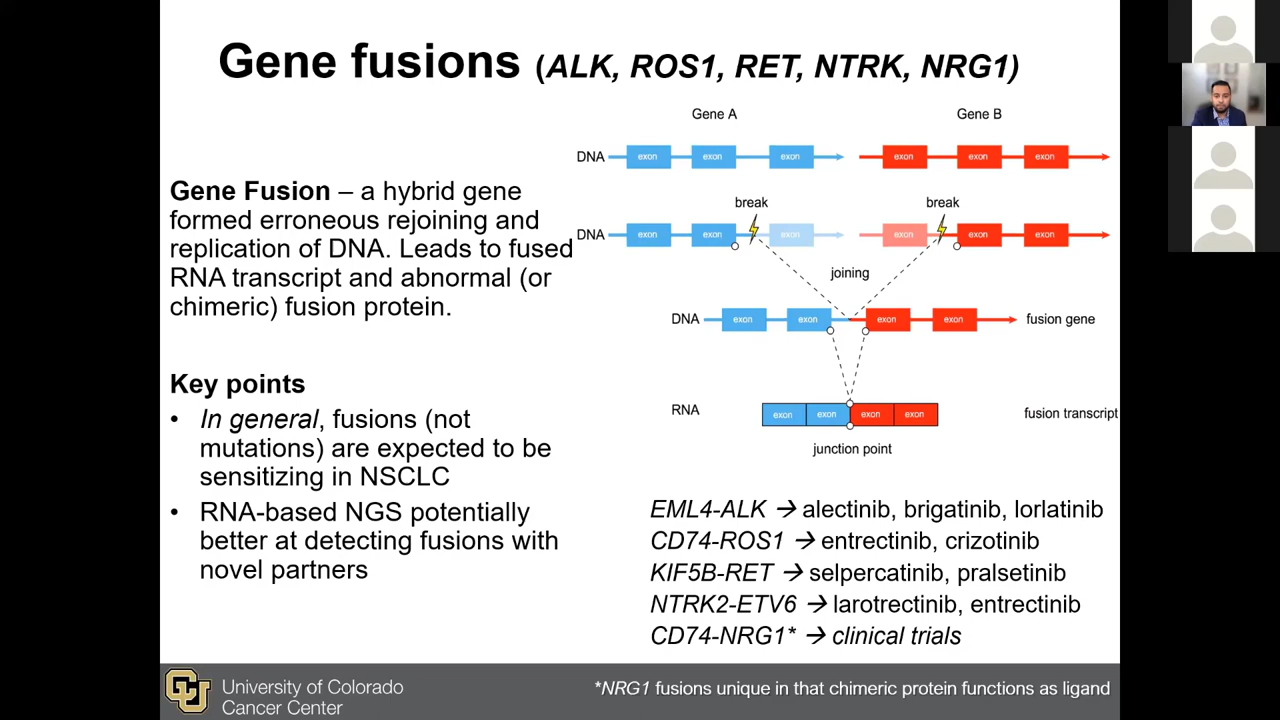 Gene fusions (ALK, ROS1, RET, NTRK, NRG1)
Gene Fusion – a hybrid gene
formed erroneous rejoining and
replication of DNA. Leads to fused
RNA transcript and abnormal (or
chimeric) fusion protein.
Key points
• In general, fusions (not
mutations) are expected to be
sensitizing in NSCLC
• RNA-based NGS potentially
better at detecting fusions with
novel partners
Gene A Gene B
DNA exon exon exon exon exon exon
break break
DNA exon exon exon exon exon exon
joining
DNA exon exon exon exon fusion gene
RNA exon exon exon exon fusion transcript
junction point
EML4-ALK → alectinib, brigatinib, lorlatinib
CD74-ROS1 → entrectinib, crizotinib
KIF5B-RET → selpercatinib, pralsetinib
NTRK2-ETV6 → larotrectinib, entrectinib
CD74-NRG1* → clinical trials
CU
University of Colorado
Cancer Center
*NRG1 fusions unique in that chimeric protein functions as ligand